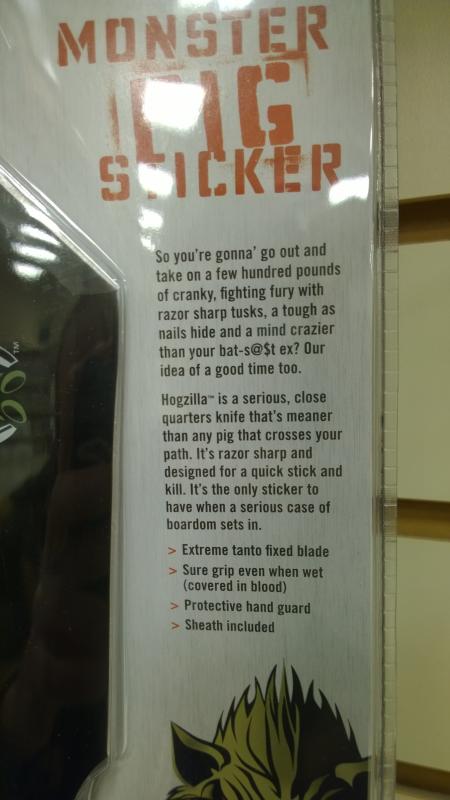 MONSTER
PIG
STICKER
So you're gonna' go out and
take on a few hundred pounds
of cranky, fighting fury with
razor sharp tusks, a tough as
nails hide and a mind crazier
than your bat-s@$t ex? Our
idea of a good time too.
Hogzilla™ is a serious, close
quarters knife that's meaner
than any pig that crosses your
path. It's razor sharp and
designed for a quick stick and
kill. It's the only sticker to
have when a serious case of
boardom sets in.
> Extreme tanto fixed blade
> Sure grip even when wet
(covered in blood)
> Protective hand guard
> Sheath included
TM